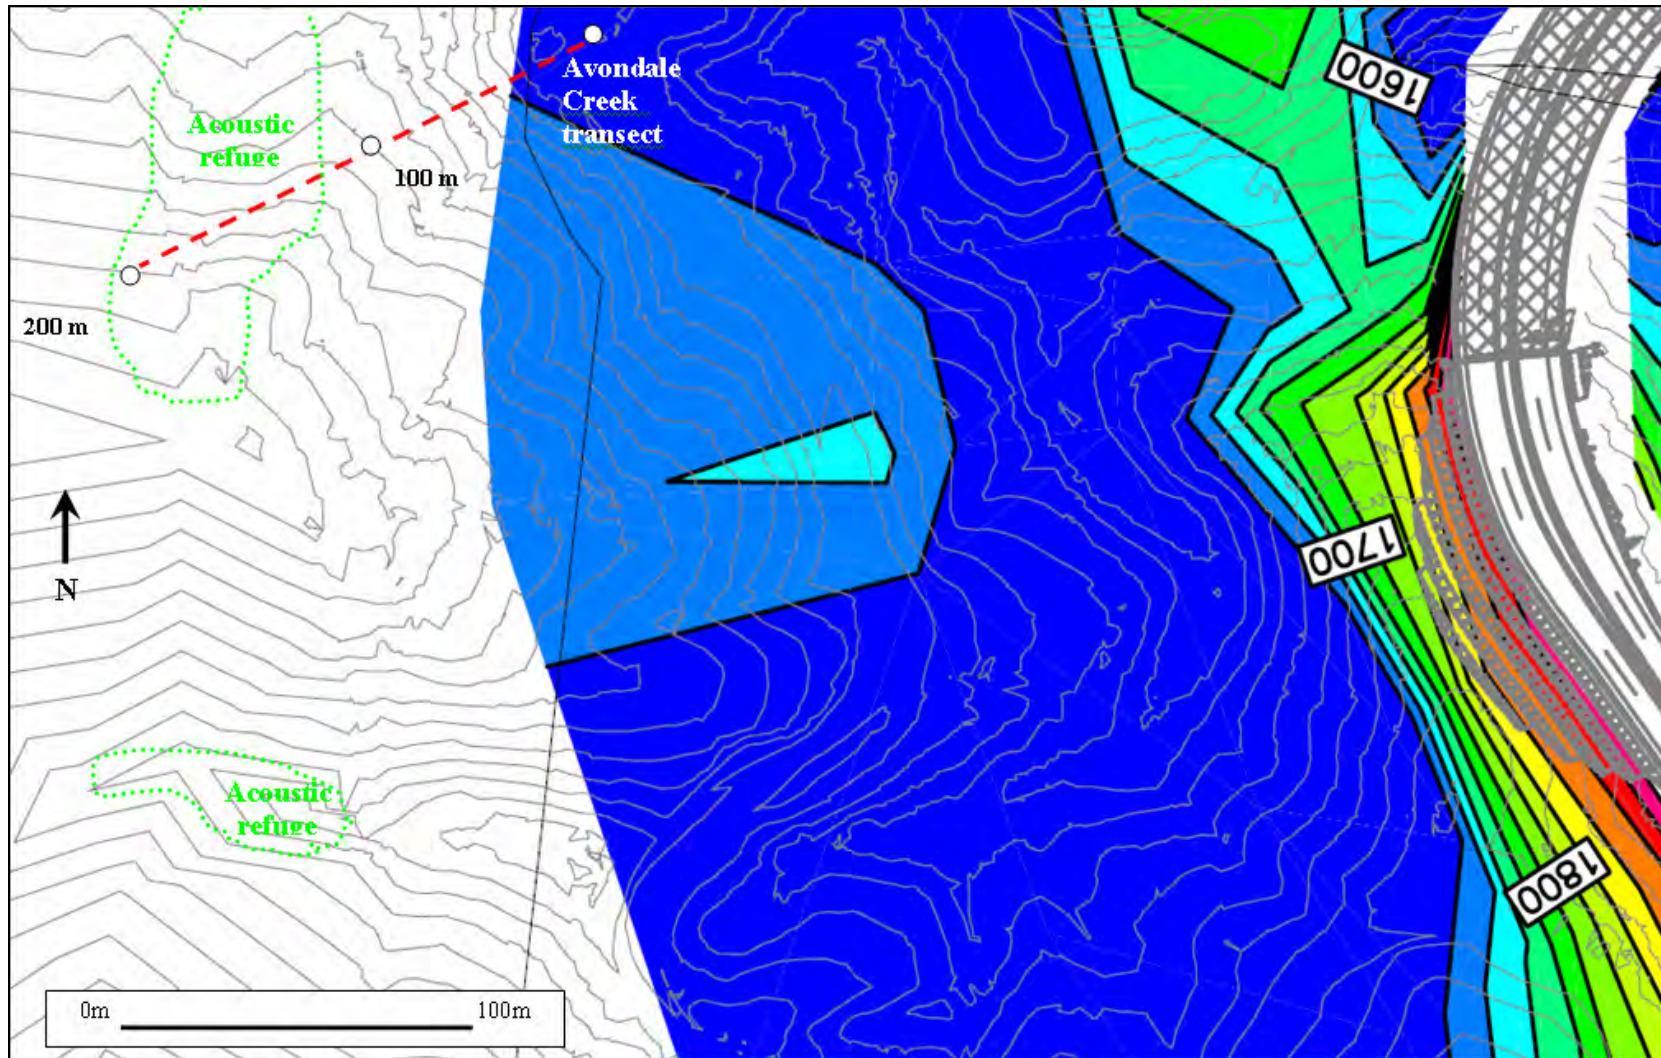 Avondale
Creek
transect
1600
Acoustic
refuge
100 m
200 m
1700
N
Acoustic
refuge
1800
0m
100m